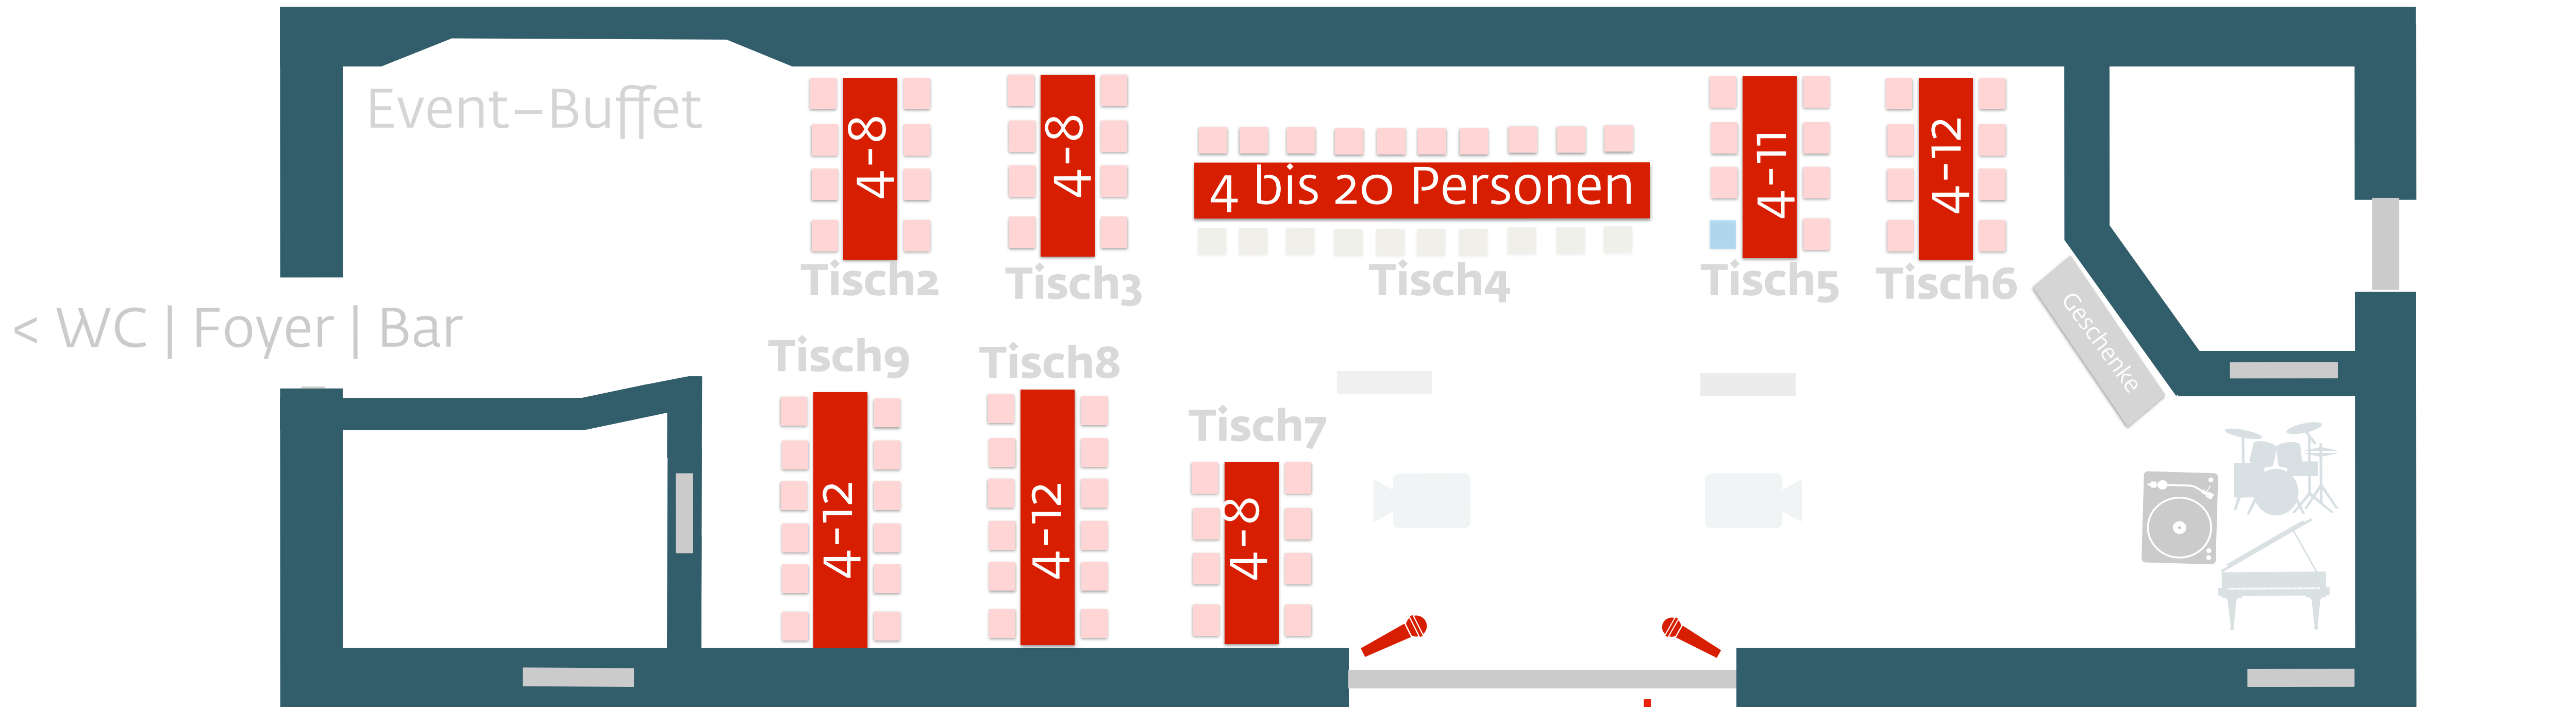 Event–Buffet
4-8
4-8
4 bis 20 Personen
4-11
4-12
Tisch2
Tisch3
Tisch4
Tisch5
Tisch6
Geschenke
< WC | Foyer | Bar
Tisch9
Tisch8
Tisch7
4-12
4-12
4-8